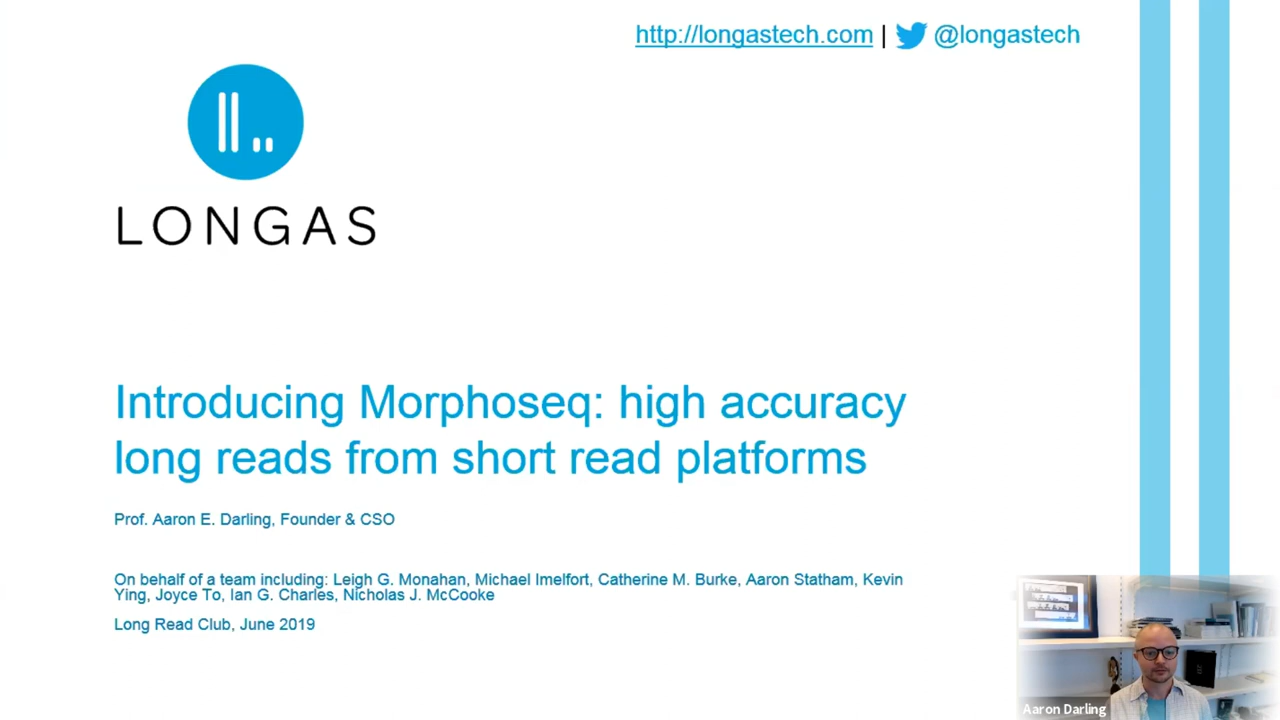 http://longastech.com | @longastech
LONGAS
Introducing Morphoseq: high accuracy
long reads from short read platforms
Prof. Aaron E. Darling, Founder & CSO
On behalf of a team including: Leigh G. Monahan, Michael Imelfort, Catherine M. Burke, Aaron Statham, Kevin
Ying, Joyce To, Ian G. Charles, Nicholas J. McCooke
Long Read Club, June 2019
Aaron Darling